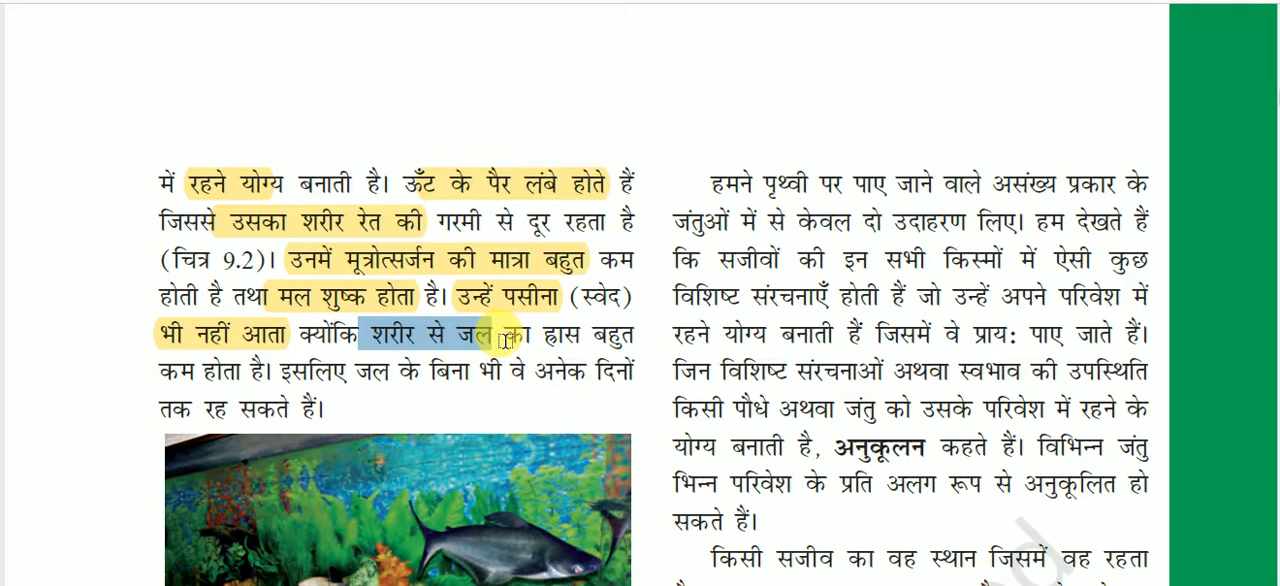 में रहने योग्य बनाती है। ऊँट के पैर लंबे होते हैं
जिससे उसका शरीर रेत की गरमी से दूर रहता है
(चित्र 9.2)। उनमें मूत्रोत्सर्जन की मात्रा बहुत कम
होती है तथा मल शुष्क होता है। उन्हें पसीना (स्वेद)
भी नहीं आता क्योंकि शरीर से जल का ह्रास बहुत
कम होता है। इसलिए जल के बिना भी वे अनेक दिनों
तक रह सकते हैं।
हमने पृथ्वी पर पाए जाने वाले असंख्य प्रकार के
जंतुओं में से केवल दो उदाहरण लिए। हम देखते हैं
कि सजीवों की इन सभी किस्मों में ऐसी कुछ
विशिष्ट संरचनाएँ होती हैं जो उन्हें अपने परिवेश में
रहने योग्य बनाती हैं जिसमें वे प्राय: पाए जाते हैं।
जिन विशिष्ट संरचनाओं अथवा स्वभाव की उपस्थिति
किसी पौधे अथवा जंतु को उसके परिवेश में रहने के
योग्य बनाती है, अनुकूलन कहते हैं। विभिन्न जंतु
भिन्न परिवेश के प्रति अलग रूप से अनुकूलित हो
सकते हैं।
किसी सजीव का वह स्थान जिसमें वह रहता